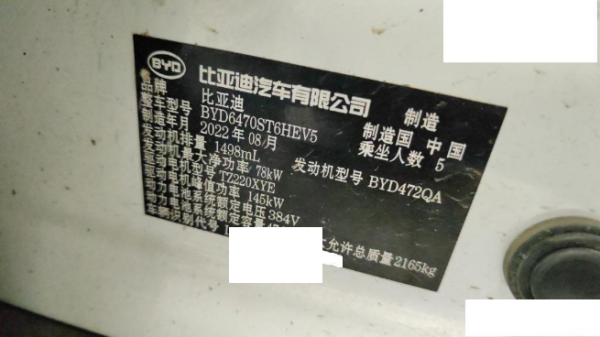 BYD 比亚迪汽车有限公司 制造
品牌 比亚迪 制造国 中国
整车型号 BYD6470ST6HEV5 乘坐人数 5
制造年月 2022年08月
发动机排量 1498mL 发动机型号 BYD472QA
发动机最大净功率 78kW
驱动电机型号 TZ220XYE
驱动电机峰值功率 145kW
动力电池系统额定电压 384V
动力电池系统额定容量
车辆识别代号
允许总质量 2165kg